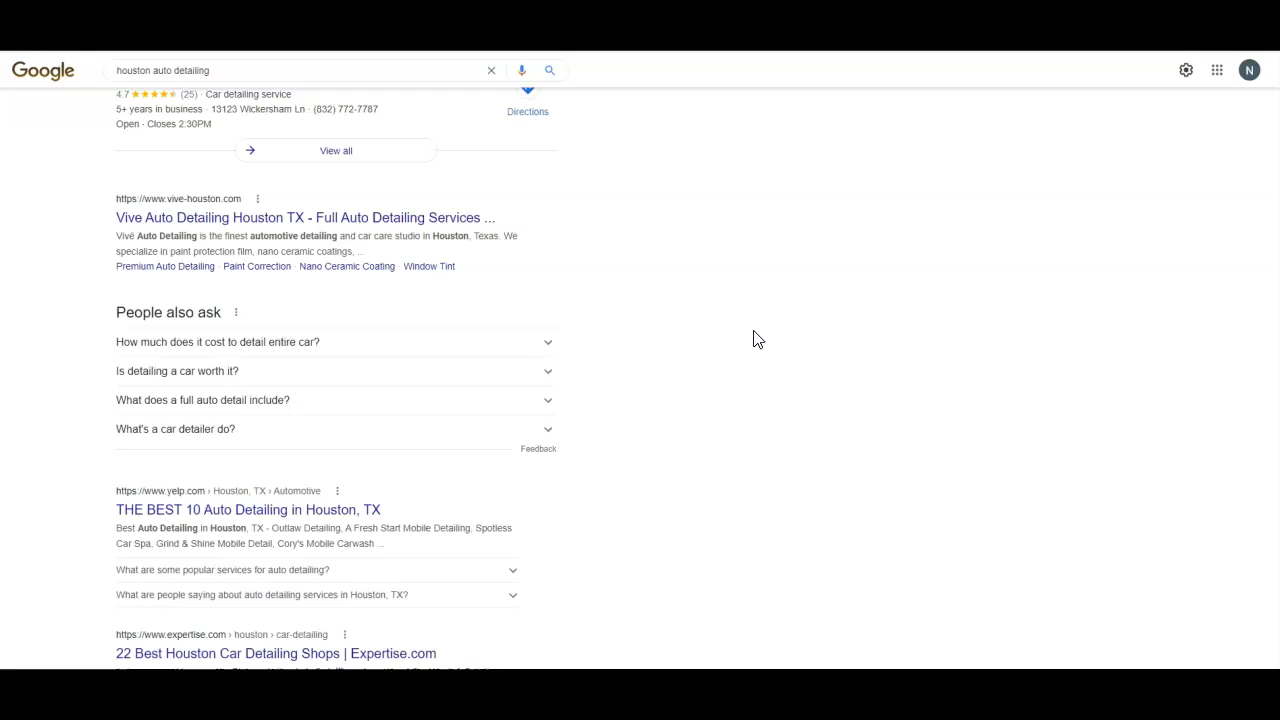 Google
houston auto detailing
N
4.7 ★★★★★ (25) · Car detailing service
5+ years in business · 13123 Wickersham Ln · (832) 772-7787
Directions
Open · Closes 2:30PM
View all
https://www.vive-houston.com
Vive Auto Detailing Houston TX - Full Auto Detailing Services ...
Vivé Auto Detailing is the finest automotive detailing and car care studio in Houston, Texas. We
specialize in paint protection film, nano ceramic coatings, ...
Premium Auto Detailing · Paint Correction · Nano Ceramic Coating · Window Tint
People also ask
How much does it cost to detail entire car?
Is detailing a car worth it?
What does a full auto detail include?
What's a car detailer do?
Feedback
https://www.yelp.com › Houston, TX › Automotive
THE BEST 10 Auto Detailing in Houston, TX
Best Auto Detailing in Houston, TX - Outlaw Detailing, A Fresh Start Mobile Detailing, Spotless
Car Spa, Grind & Shine Mobile Detail, Cory's Mobile Carwash ...
What are some popular services for auto detailing?
What are people saying about auto detailing services in Houston, TX?
https://www.expertise.com › houston › car-detailing
22 Best Houston Car Detailing Shops | Expertise.com